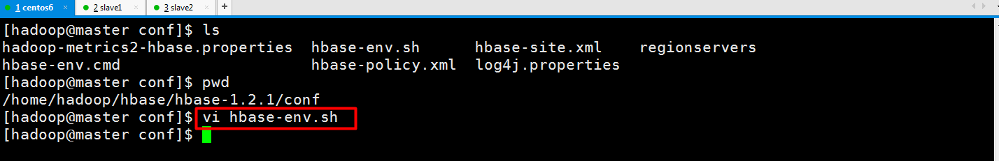 1 centos6 × 2 slave1 × 3 slave2 × +
[hadoop@master conf]$ ls
hadoop-metrics2-hbase.properties hbase-env.sh hbase-site.xml regionservers
hbase-env.cmd hbase-policy.xml log4j.properties
[hadoop@master conf]$ pwd
/home/hadoop/hbase/hbase-1.2.1/conf
[hadoop@master conf]$ vi hbase-env.sh
[hadoop@master conf]$